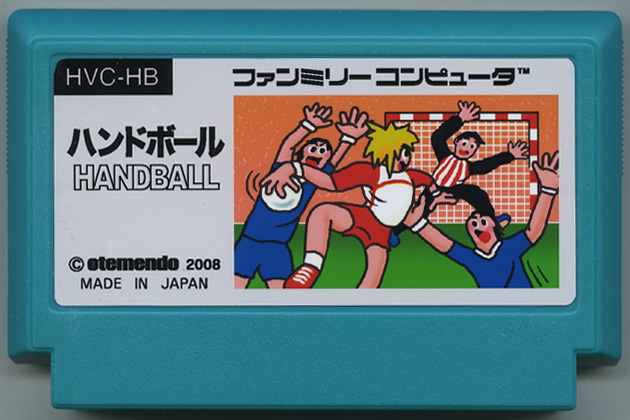 HVC-HB
ファミリーコンピュータ™
ハンドボール
HANDBALL
© otemendo 2008
MADE IN JAPAN